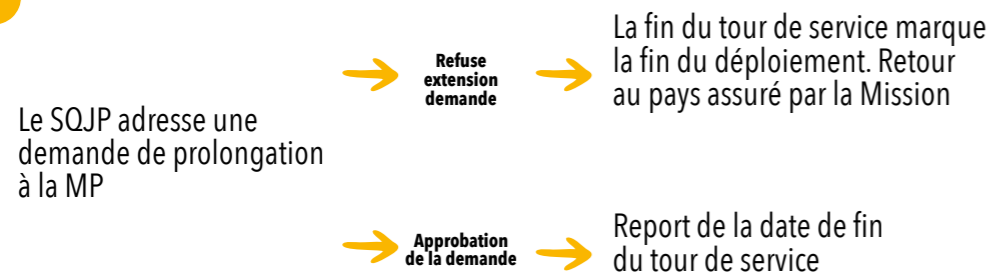 Le SQJP adresse une
demande de prolongation
à la MP
Refuse
extension
demande
La fin du tour de service marque
la fin du déploiement. Retour
au pays assuré par la Mission
Approbation
de la demande
Report de la date de fin
du tour de service